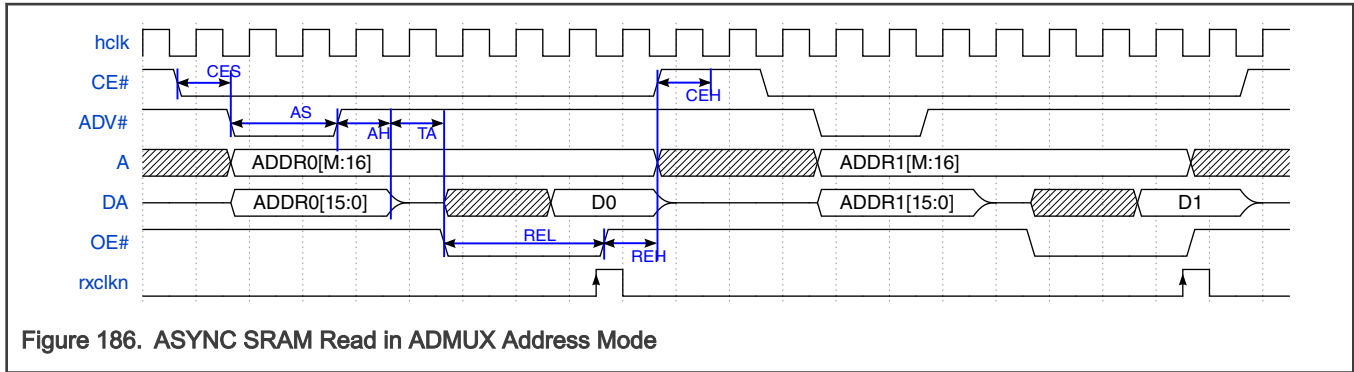 hclk
CE# CES CEH
ADV# AS AH TA
A ADDR0[M:16] ADDR1[M:16]
DA ADDR0[15:0] D0 ADDR1[15:0] D1
OE# REL REH
rxclkn
Figure 186. ASYNC SRAM Read in ADMUX Address Mode